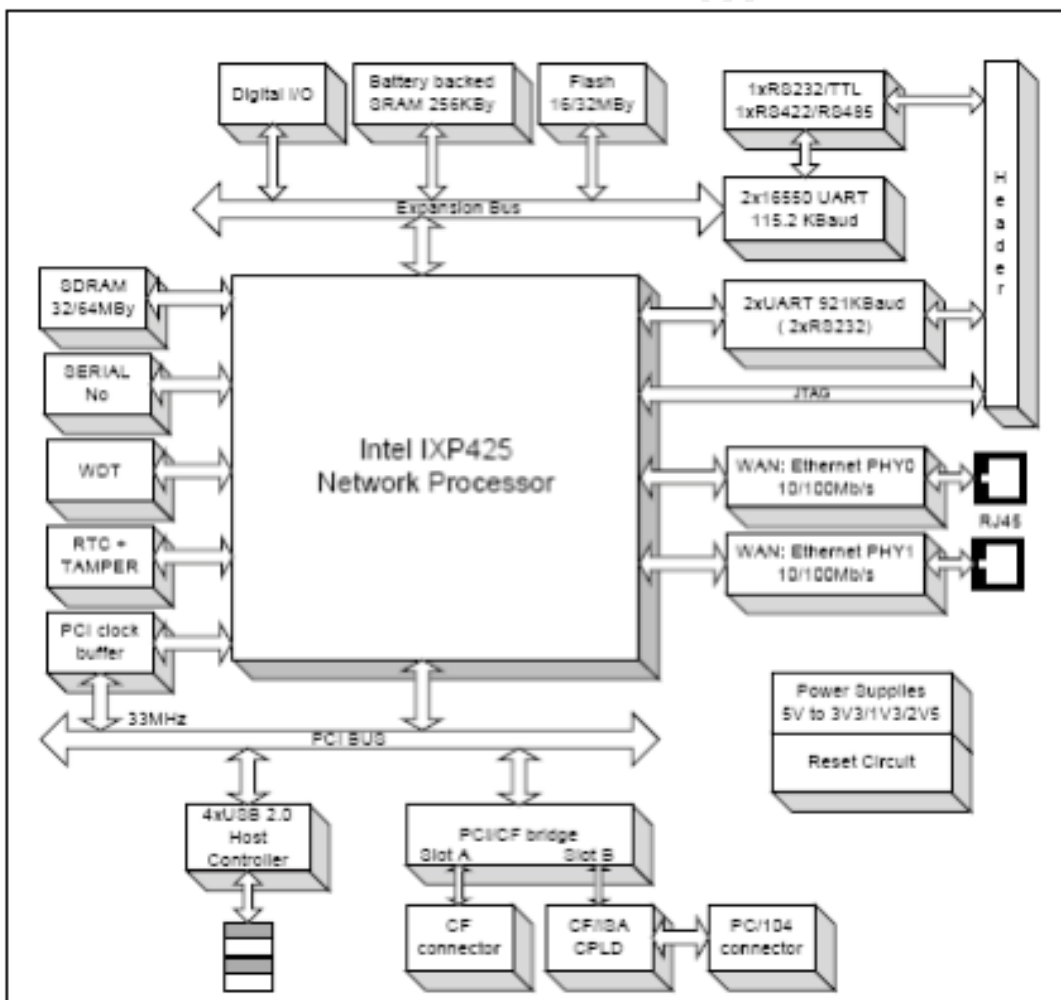 Digital I/O
Battery backed
SRAM 256KBy
Flash
16/32MBy
1xRS232/TTL
1xRS422/RS485
Header
Expansion Bus
2x16550 UART
115.2 KBaud
SDRAM
32/64MBy
2xUART 921KBaud
( 2xRS232)
SERIAL
No
JTAG
Intel IXP425
Network Processor
WDT
WAN: Ethernet PHY0
10/100Mb/s
RJ45
RTC +
TAMPER
WAN: Ethernet PHY1
10/100Mb/s
PCI clock
buffer
33MHz
PCI BUS
Power Supplies
5V to 3V3/1V3/2V5
Reset Circuit
4xUSB 2.0
Host
Controller
PCI/CF bridge
Slot A
Slot B
CF
connector
CF/ISA
CPLD
PC/104
connector